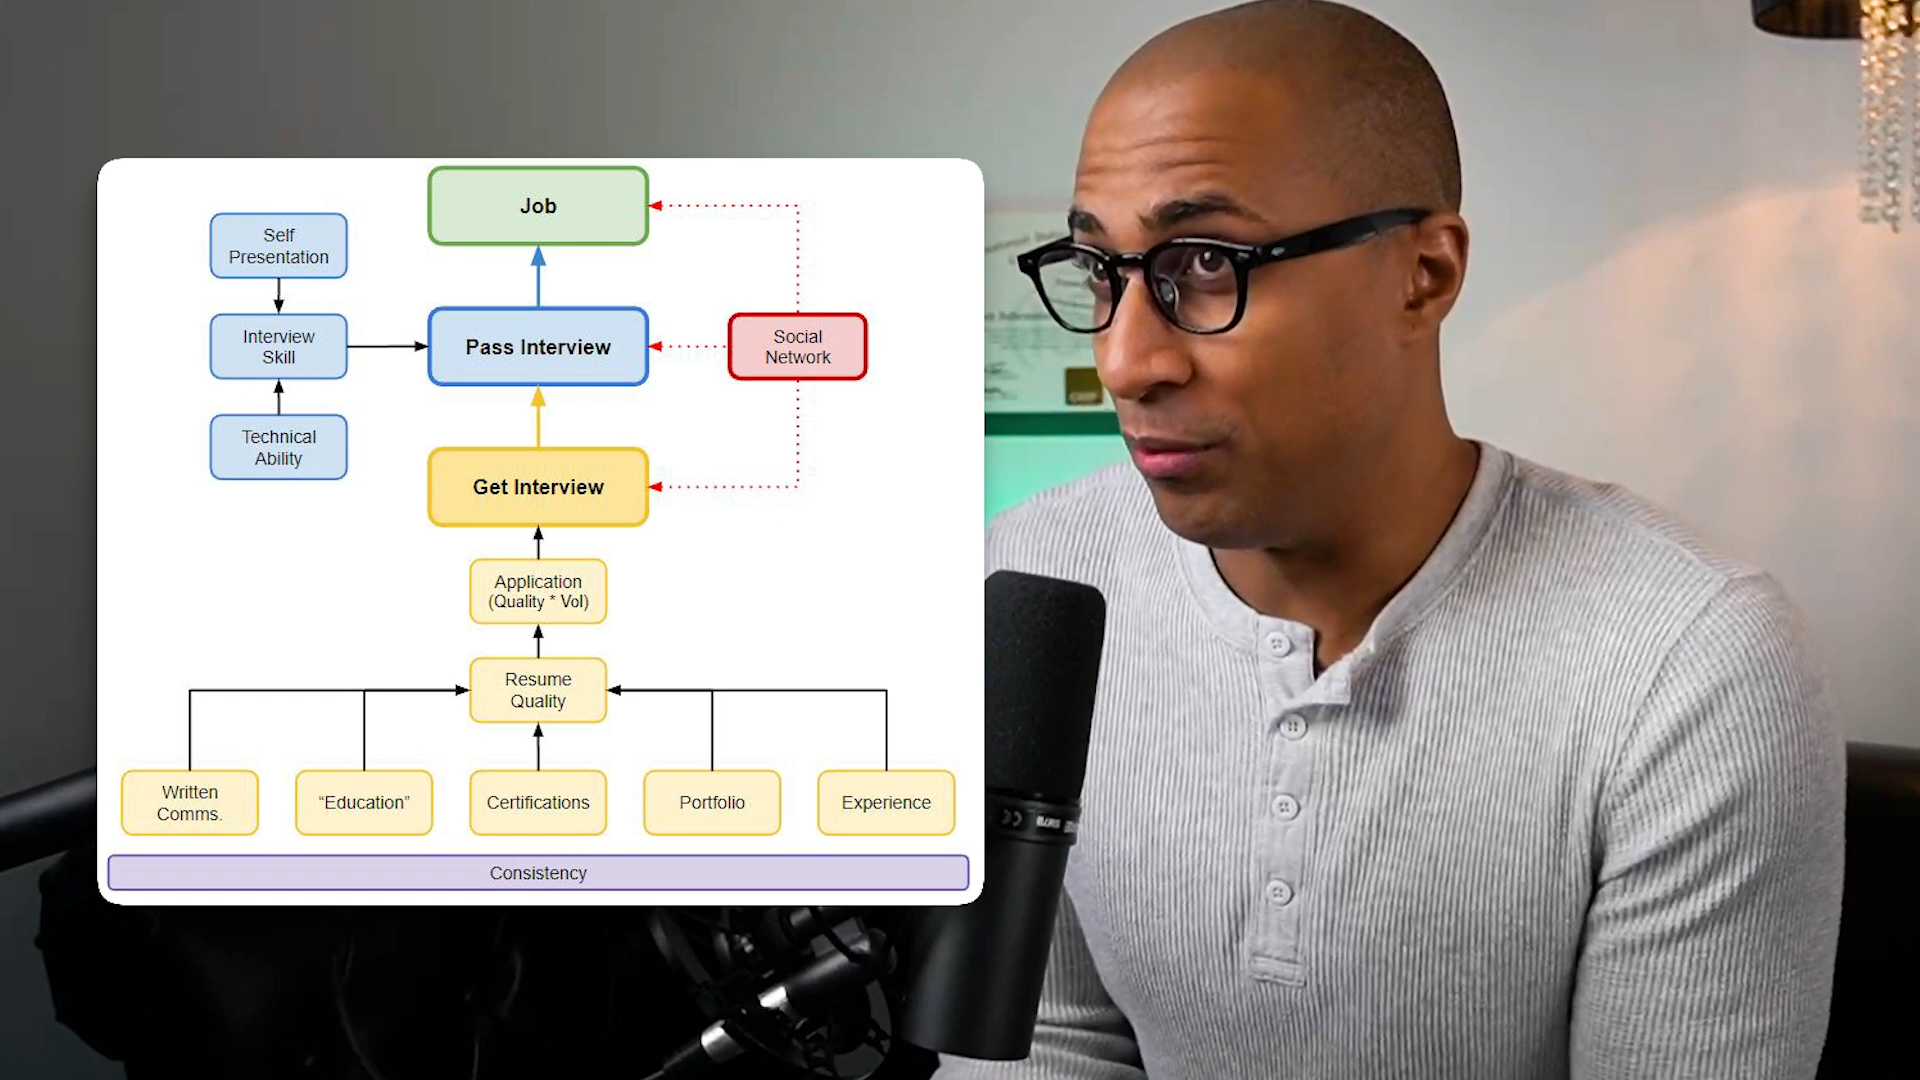 Job
Self
Presentation
Interview
Skill
Pass Interview
Social
Network
Technical
Ability
Get Interview
Application
(Quality * Vol)
Resume
Quality
Written
Comms.
“Education”
Certifications
Portfolio
Experience
Consistency